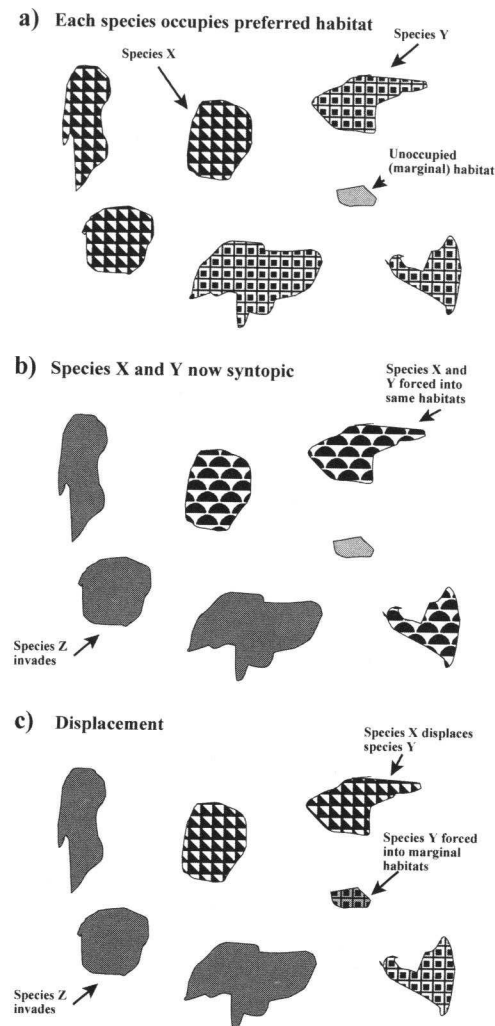 a) Each species occupies preferred habitat
Species X
Species Y
Unoccupied
(marginal) habitat
b) Species X and Y now syntopic
Species X and
Y forced into
same habitats
Species Z
invades
c) Displacement
Species X displaces
species Y
Species Y forced
into marginal
habitats
Species Z
invades